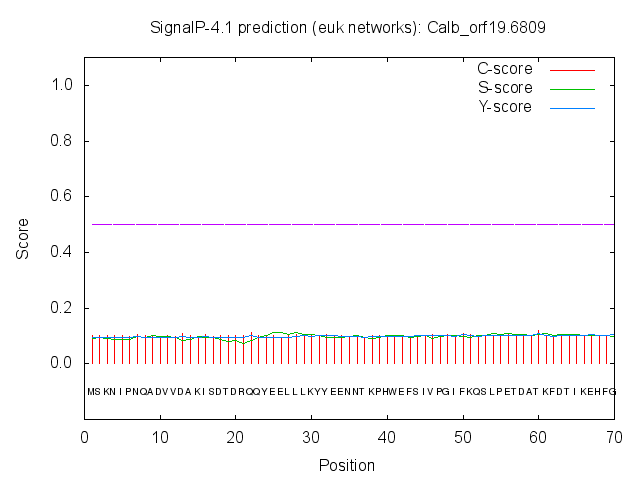 SignalP-4.1 prediction (euk networks): Calb_orf19.6809
C-score
S-score
Y-score
1.0
0.8
0.6
0.4
0.2
0.0
Score
MSKNIPNQADVVDAKISDTDRQQYEELLLKYYEENNTKPHWEFSIVPGIFKQSLPETDATKFDTIKEHFG
0 10 20 30 40 50 60 70
Position